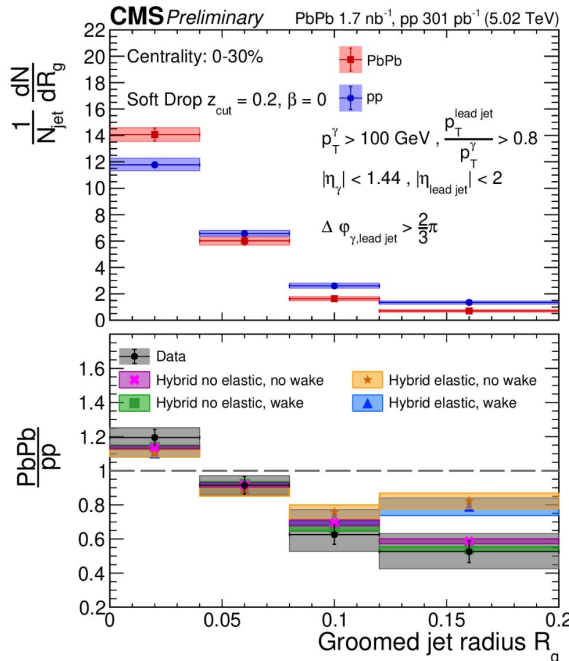 CMS Preliminary PbPb 1.7 nb⁻¹, pp 301 pb⁻¹ (5.02 TeV)
1/N_jet dN/dR_g
22
20
18
16
14
12
10
8
6
4
2
0
Centrality: 0-30%
Soft Drop z_cut = 0.2, β = 0
PbPb
pp
p_T^γ > 100 GeV , p_T^lead jet / p_T^γ > 0.8
|η_γ| < 1.44 , |η_lead jet| < 2
Δ φ_γ,lead jet > 2/3 π
PbPb/pp
1.6
1.4
1.2
1
0.8
0.6
0.4
0.2
Data
Hybrid no elastic, no wake
Hybrid elastic, no wake
Hybrid no elastic, wake
Hybrid elastic, wake
0 0.05 0.1 0.15 0.2
Groomed jet radius R_g